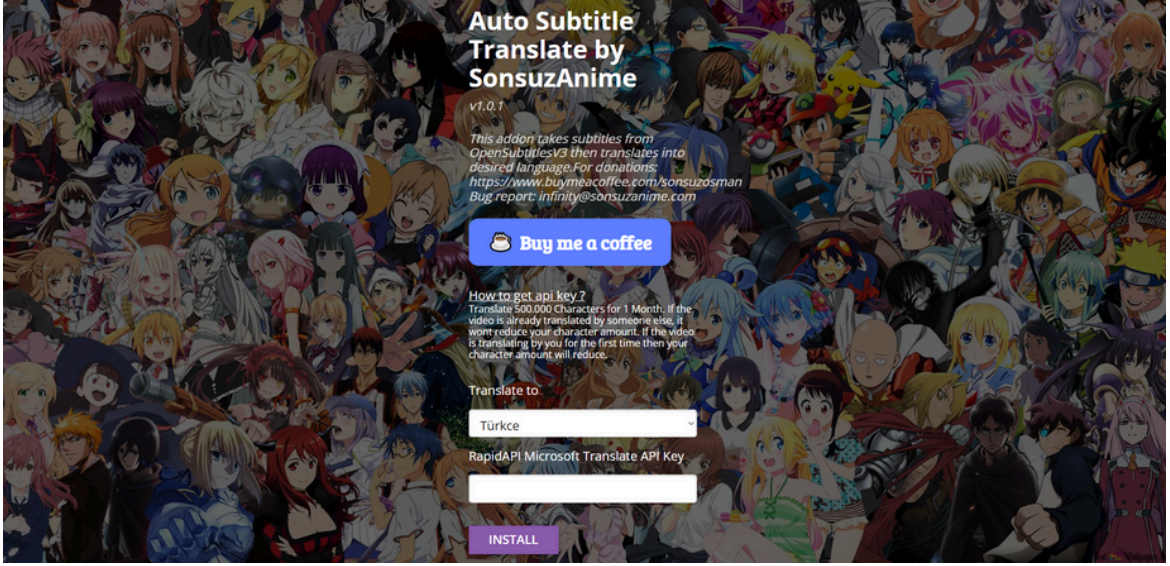 Auto Subtitle
Translate by
SonsuzAnime
v1.0.1
This addon takes subtitles from
OpenSubtitlesV3 then translates into
desired language.For donations:
https://www.buymeacoffee.com/sonsuzosman
Bug report: infinity@sonsuzanime.com
Buy me a coffee
How to get api key ?
Translate 500.000 Characters for 1 Month. If the
video is already translated by someone else, it
wont reduce your character amount. If the video
is translating by you for the first time then your
character amount will reduce.
Translate to
Türkce
RapidAPI Microsoft Translate API Key
INSTALL